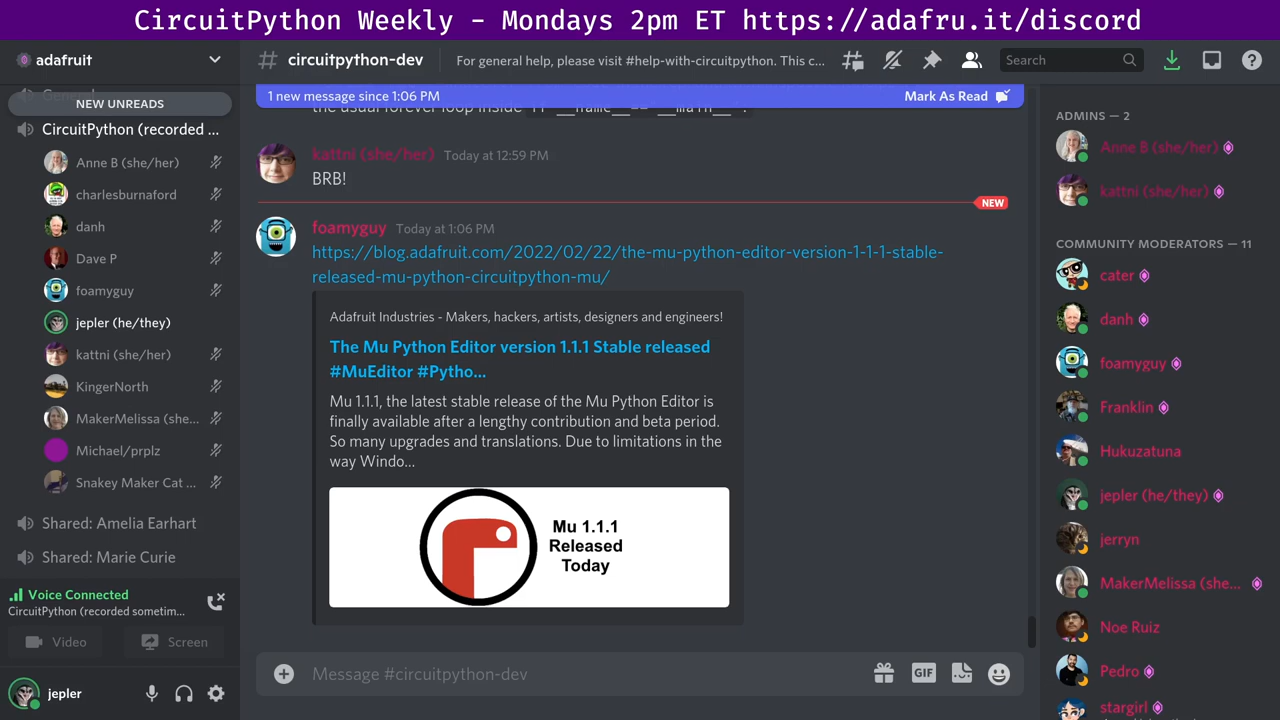 CircuitPython Weekly - Mondays 2pm ET https://adafru.it/discord
adafruit
General
NEW UNREADS
CircuitPython (recorded ...
Anne B (she/her)
charlesburnaford
danh
Dave P
foamyguy
jepler (he/they)
kattni (she/her)
KingerNorth
MakerMelissa (she...
Michael/prplz
Snakey Maker Cat ...
Shared: Amelia Earhart
Shared: Marie Curie
Voice Connected
CircuitPython (recorded sometim...
Video
Screen
jepler
# circuitpython-dev
For general help, please visit #help-with-circuitpython. This c...
Search
1 new message since 1:06 PM
Mark As Read
the usual forever loop inside
kattni (she/her) Today at 12:59 PM
BRB!
NEW
foamyguy Today at 1:06 PM
https://blog.adafruit.com/2022/02/22/the-mu-python-editor-version-1-1-1-stable-
released-mu-python-circuitpython-mu/
Adafruit Industries - Makers, hackers, artists, designers and engineers!
The Mu Python Editor version 1.1.1 Stable released
#MuEditor #Pytho...
Mu 1.1.1, the latest stable release of the Mu Python Editor is
finally available after a lengthy contribution and beta period.
So many upgrades and translations. Due to limitations in the
way Windo...
Mu 1.1.1
Released
Today
Message #circuitpython-dev
GIF
ADMINS — 2
Anne B (she/her)
kattni (she/her)
COMMUNITY MODERATORS — 11
cater
danh
foamyguy
Franklin
Hukuzatuna
jepler (he/they)
jerryn
MakerMelissa (she...
Noe Ruiz
Pedro
stargirl